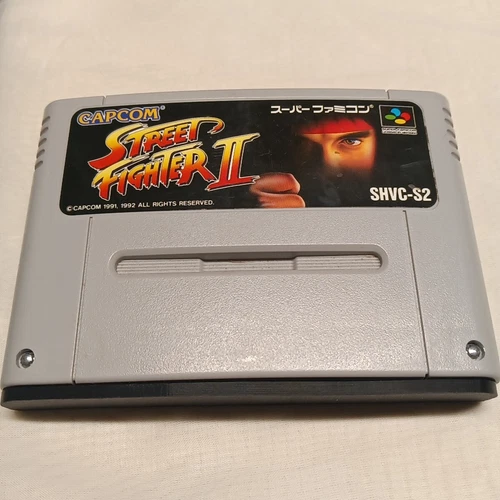 CAPCOM
スーパーファミコン®
STREET
FIGHTER II
SHVC-S2
©CAPCOM 1991, 1992 ALL RIGHTS RESERVED.